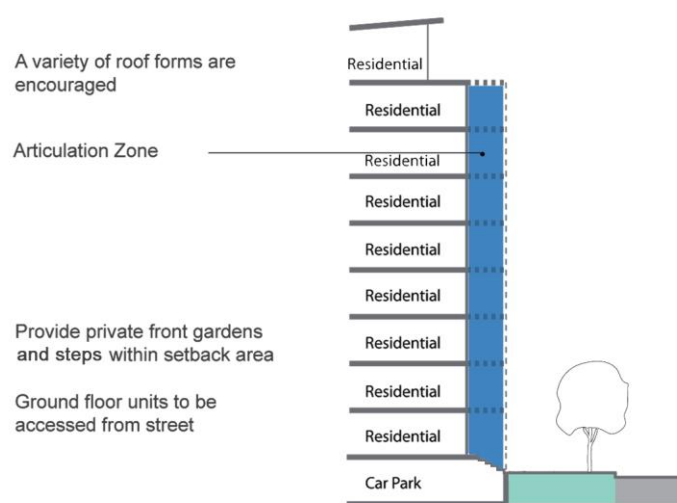 A variety of roof forms are
encouraged
Residential
Residential
Articulation Zone
Residential
Residential
Residential
Residential
Residential
Provide private front gardens
and steps within setback area
Residential
Ground floor units to be
accessed from street
Residential
Car Park